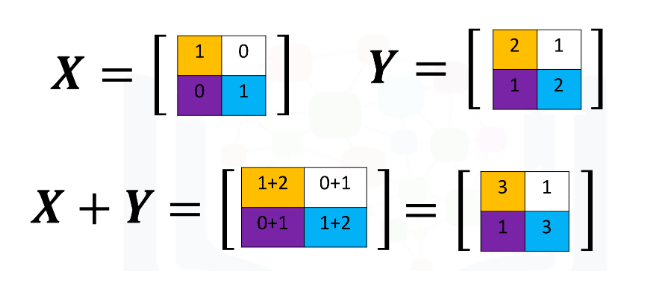 X = [ 1 0 Y = [ 2 1
0 1 ] 1 2 ]
X + Y = [ 1+2 0+1 = [ 3 1
0+1 1+2 ] 1 3 ]